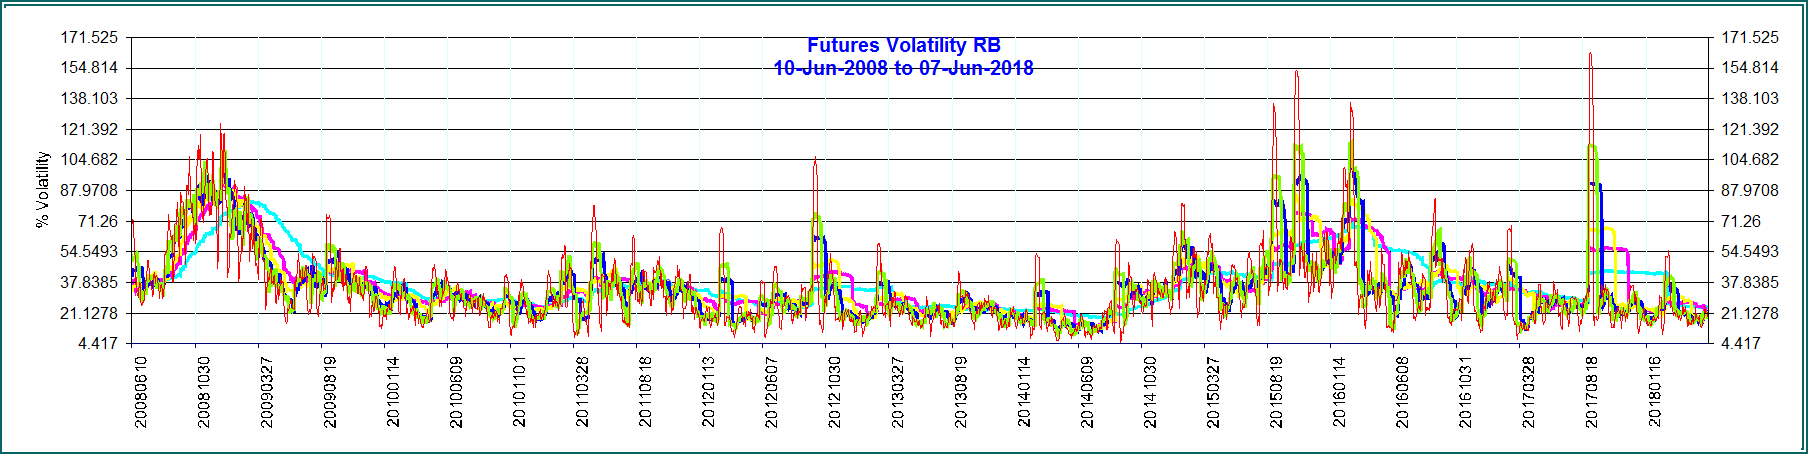 Futures Volatility RB
10-Jun-2008 to 07-Jun-2018
% Volatility
171.525 171.525
154.814 154.814
138.103 138.103
121.392 121.392
104.682 104.682
87.9708 87.9708
71.26 71.26
54.5493 54.5493
37.8385 37.8385
21.1278 21.1278
4.417 4.417
20080610 20081030 20090327 20090819 20100114 20100609 20101101 20110328 20110818 20120113 20120607 20121030 20130327 20130819 20140114 20140609 20141030 20150327 20150819 20160114 20160608 20161031 20170328 20170818 20180116